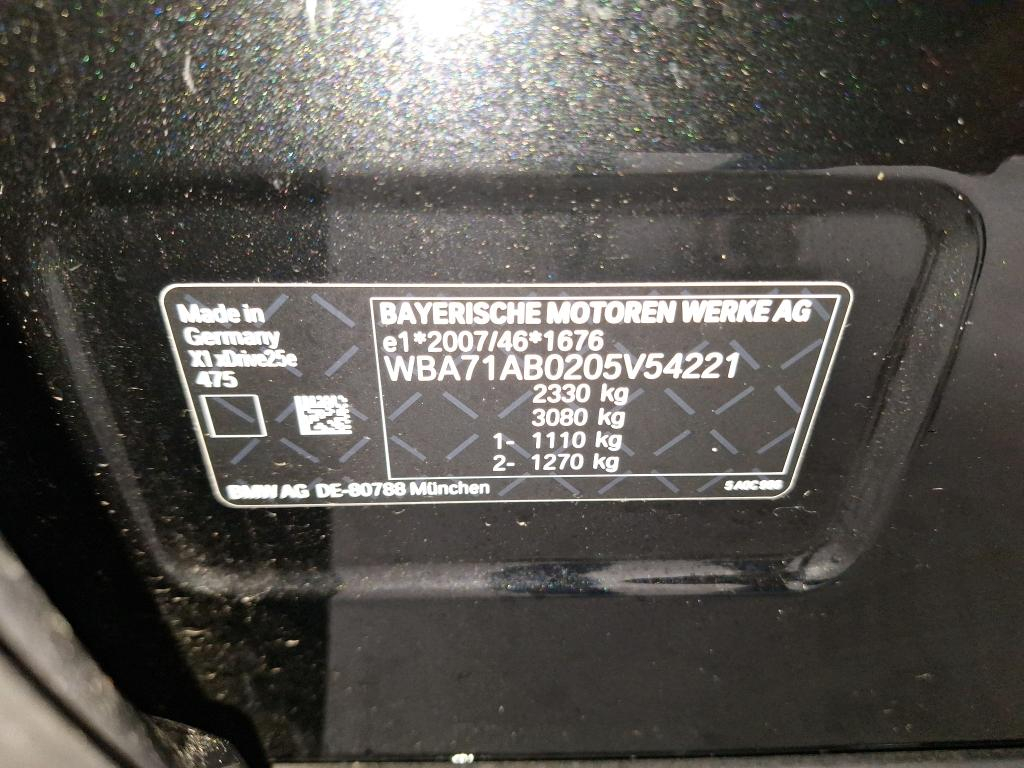 Made in
Germany
X1 xDrive25e
475
BAYERISCHE MOTOREN WERKE AG
e1*2007/46*1676
WBA71AB0205V54221
2330 kg
3080 kg
1- 1110 kg
2- 1270 kg
BMW AG DE-80788 München